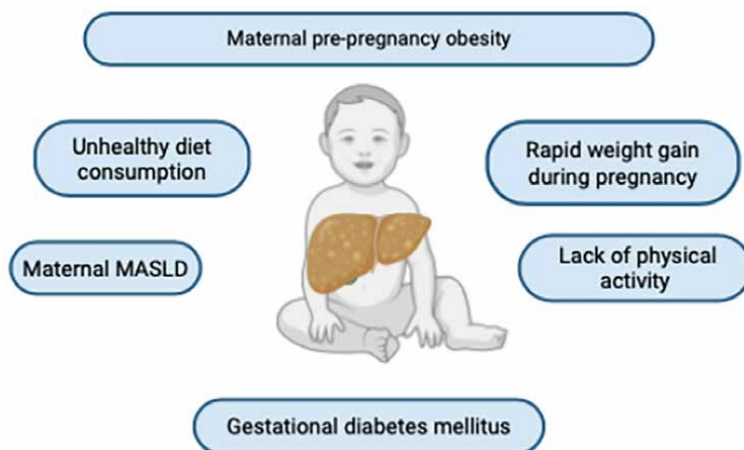 Maternal pre-pregnancy obesity
Unhealthy diet
consumption
Rapid weight gain
during pregnancy
Maternal MASLD
Lack of physical
activity
Gestational diabetes mellitus